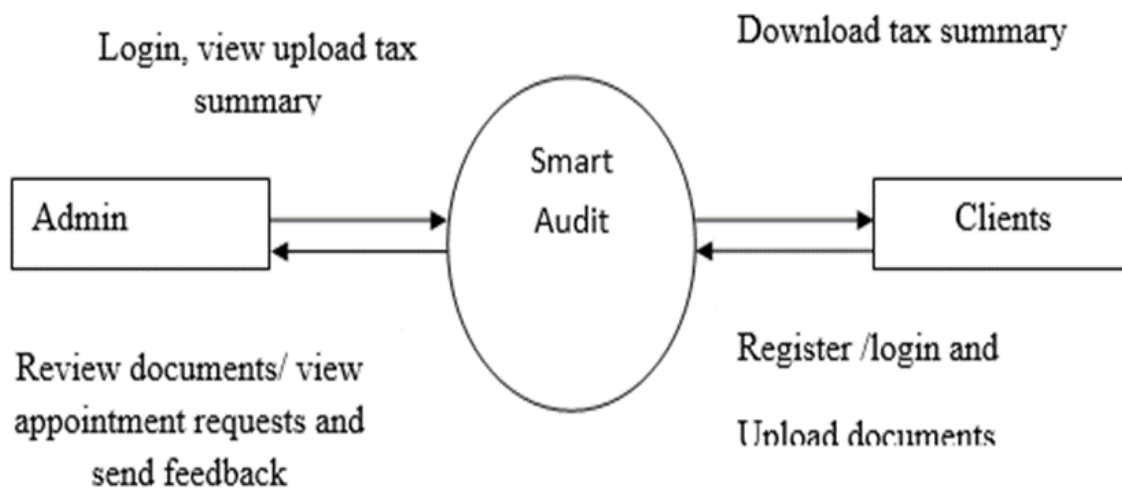 Login, view upload tax
summary
Download tax summary
Smart
Audit
Admin
Clients
Review documents/ view
appointment requests and
send feedback
Register /login and
Upload documents